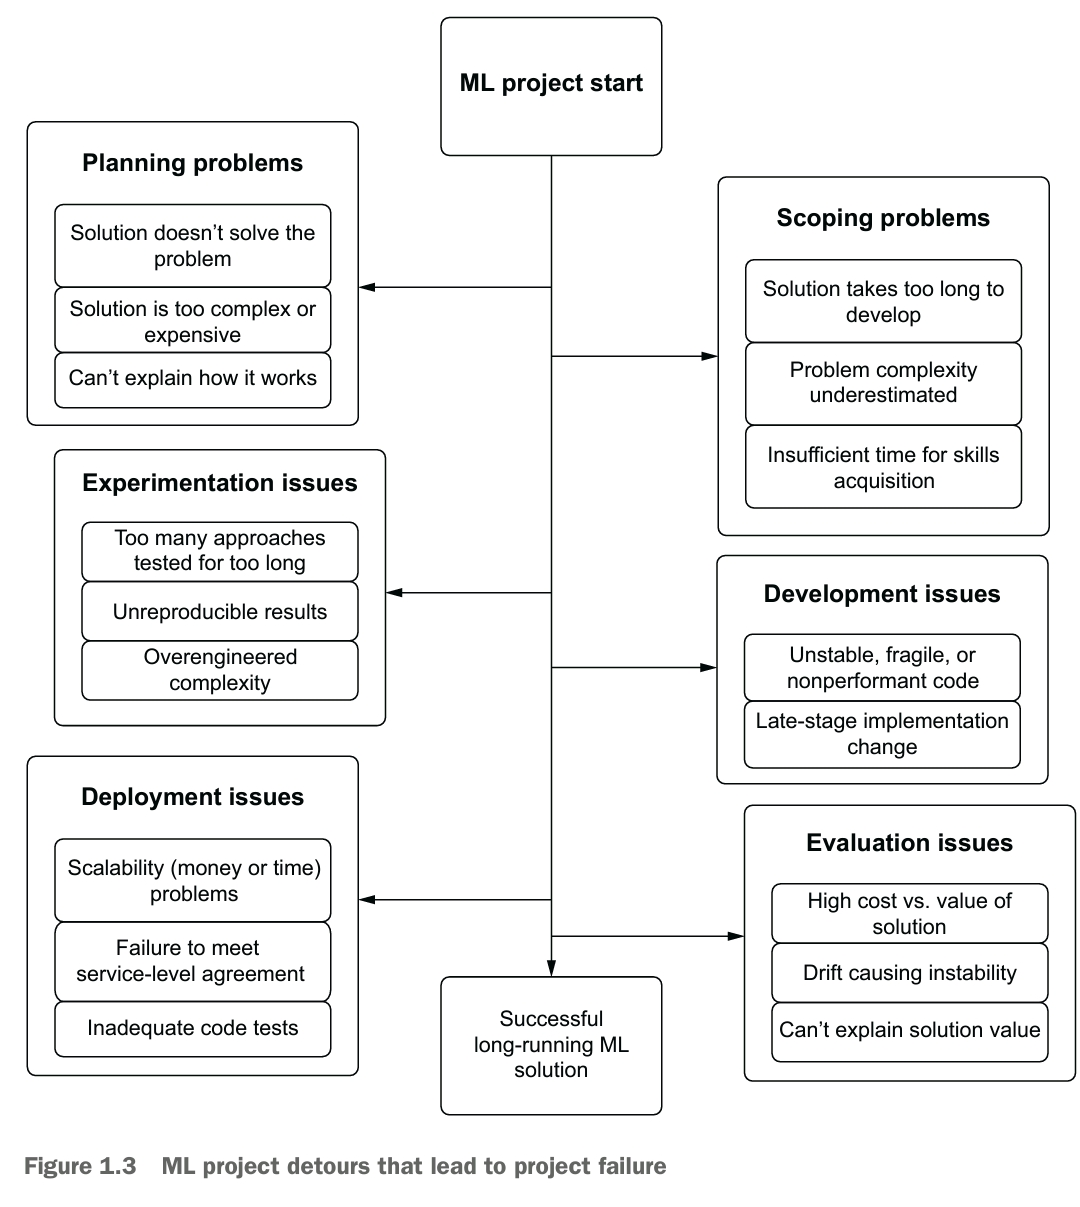 ML project start
Planning problems
Solution doesn’t solve the
problem
Solution is too complex or
expensive
Can’t explain how it works
Scoping problems
Solution takes too long to
develop
Problem complexity
underestimated
Insufficient time for skills
acquisition
Experimentation issues
Too many approaches
tested for too long
Unreproducible results
Overengineered
complexity
Development issues
Unstable, fragile, or
nonperformant code
Late-stage implementation
change
Deployment issues
Scalability (money or time)
problems
Failure to meet
service-level agreement
Inadequate code tests
Evaluation issues
High cost vs. value of
solution
Drift causing instability
Can’t explain solution value
Successful
long-running ML
solution
Figure 1.3 ML project detours that lead to project failure